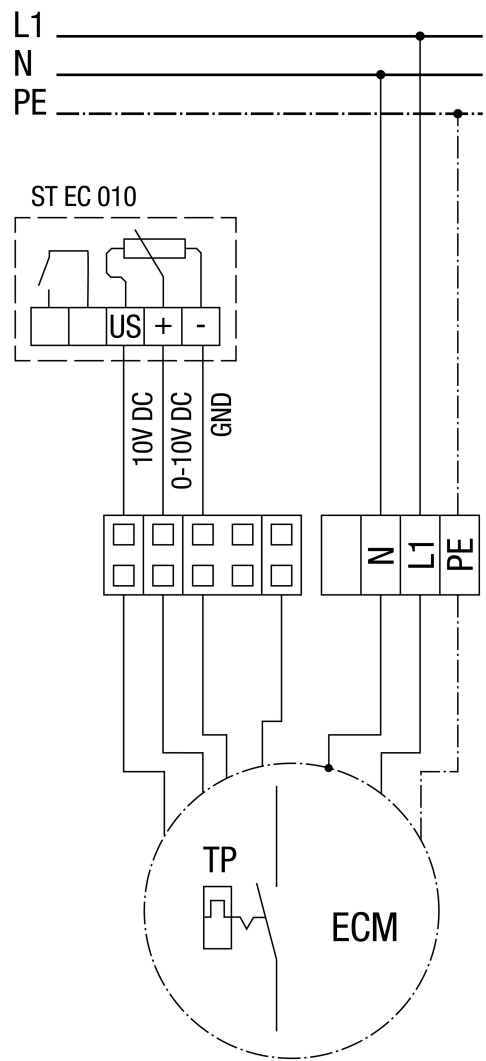 L1
N
PE
ST EC 010
US + -
10V DC
0-10V DC
GND
N
L1
PE
TP
ECM